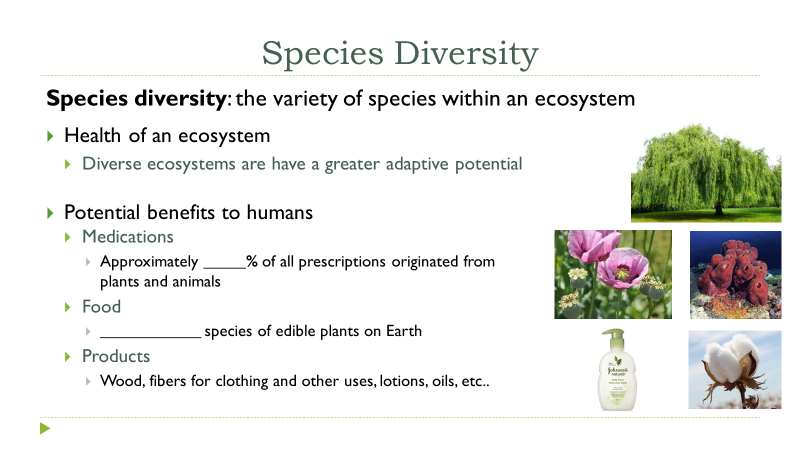 Species Diversity
Species diversity: the variety of species within an ecosystem
Health of an ecosystem
Diverse ecosystems are have a greater adaptive potential
Potential benefits to humans
Medications
Approximately _____% of all prescriptions originated from
plants and animals
Food
____________ species of edible plants on Earth
Products
Wood, fibers for clothing and other uses, lotions, oils, etc..
Johnson's
natural